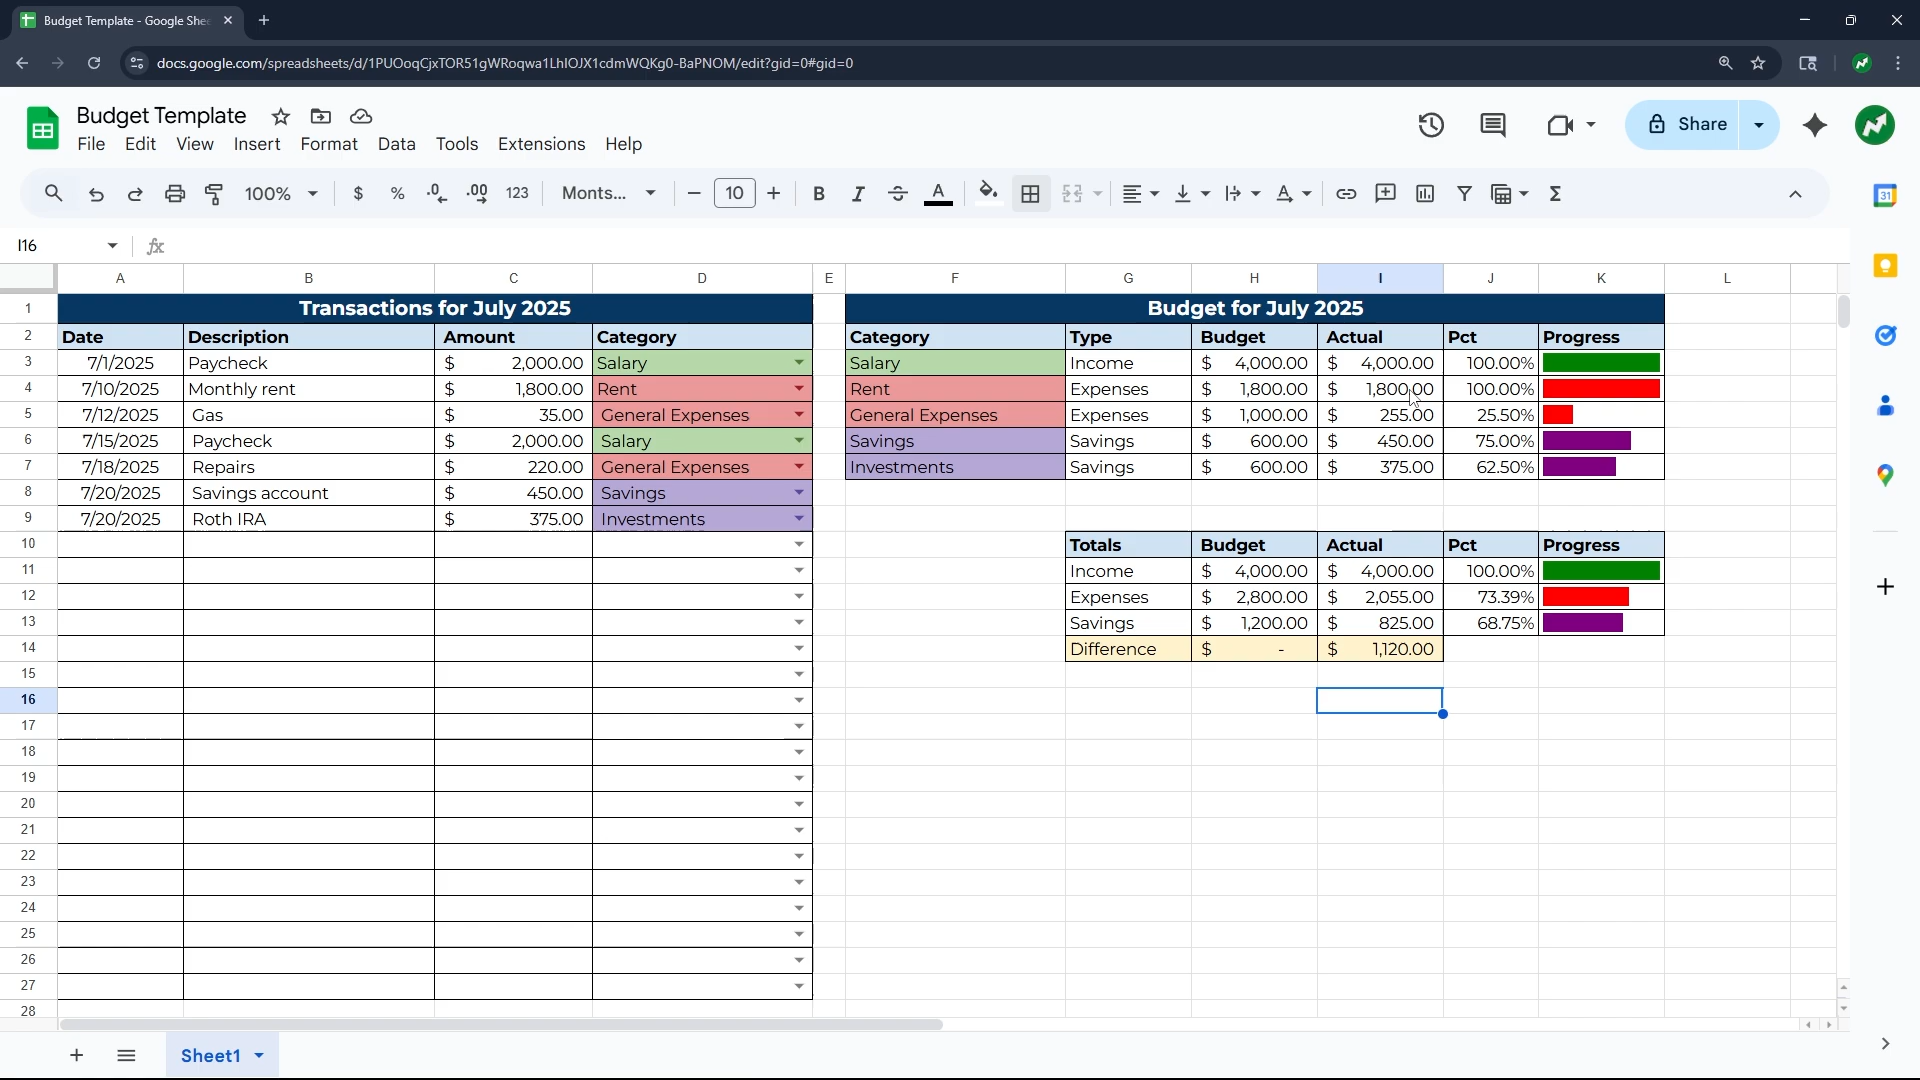 Budget Template - Google She
docs.google.com/spreadsheets/d/1PUOoqCjxTOR51gWRoqwa1LhIOJX1cdmWQKg0-BaPNOM/edit?gid=0#gid=0
Budget Template
File Edit View Insert Format Data Tools Extensions Help
Share
100% $ % .0 .00 123 Monts... 10 B I S A
31
I16 fx
A B C D E F G H I J K L
1 Transactions for July 2025 Budget for July 2025
2 Date Description Amount Category Category Type Budget Actual Pct Progress
3 7/1/2025 Paycheck $ 2,000.00 Salary Salary Income $ 4,000.00 $ 4,000.00 100.00%
4 7/10/2025 Monthly rent $ 1,800.00 Rent Rent Expenses $ 1,800.00 $ 1,800.00 100.00%
5 7/12/2025 Gas $ 35.00 General Expenses General Expenses Expenses $ 1,000.00 $ 255.00 25.50%
6 7/15/2025 Paycheck $ 2,000.00 Salary Savings Savings $ 600.00 $ 450.00 75.00%
7 7/18/2025 Repairs $ 220.00 General Expenses Investments Savings $ 600.00 $ 375.00 62.50%
8 7/20/2025 Savings account $ 450.00 Savings
9 7/20/2025 Roth IRA $ 375.00 Investments
10 Totals Budget Actual Pct Progress
11 Income $ 4,000.00 $ 4,000.00 100.00%
12 Expenses $ 2,800.00 $ 2,055.00 73.39%
13 Savings $ 1,200.00 $ 825.00 68.75%
14 Difference $ - $ 1,120.00
15
16
17
18
19
20
21
22
23
24
25
26
27
28
Sheet1